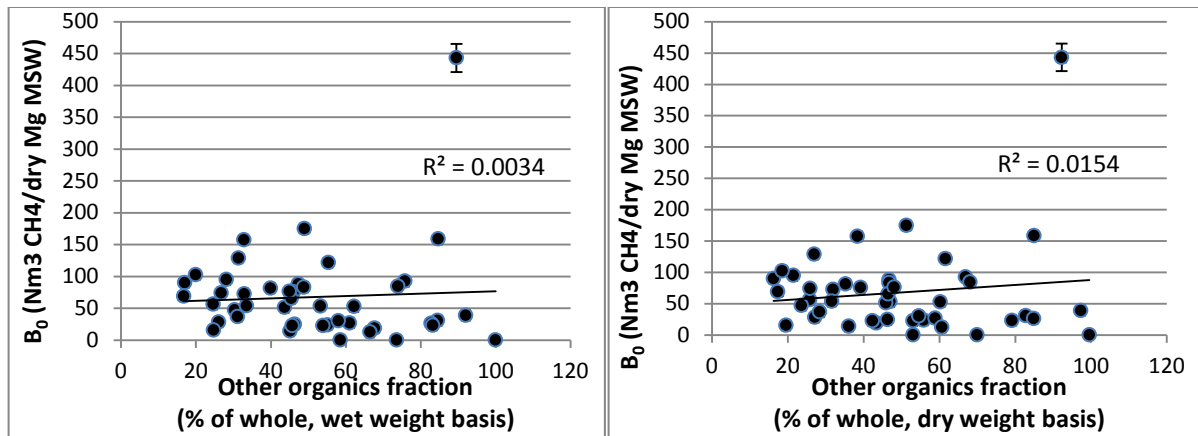 B₀ (Nm3 CH4/dry Mg MSW)
500
450
400
350
300
250
200
150
100
50
0
R² = 0.0034
0 20 40 60 80 100 120
Other organics fraction
(% of whole, wet weight basis)
B₀ (Nm3 CH4/dry Mg MSW)
500
450
400
350
300
250
200
150
100
50
0
R² = 0.0154
0 20 40 60 80 100 120
Other organics fraction
(% of whole, dry weight basis)